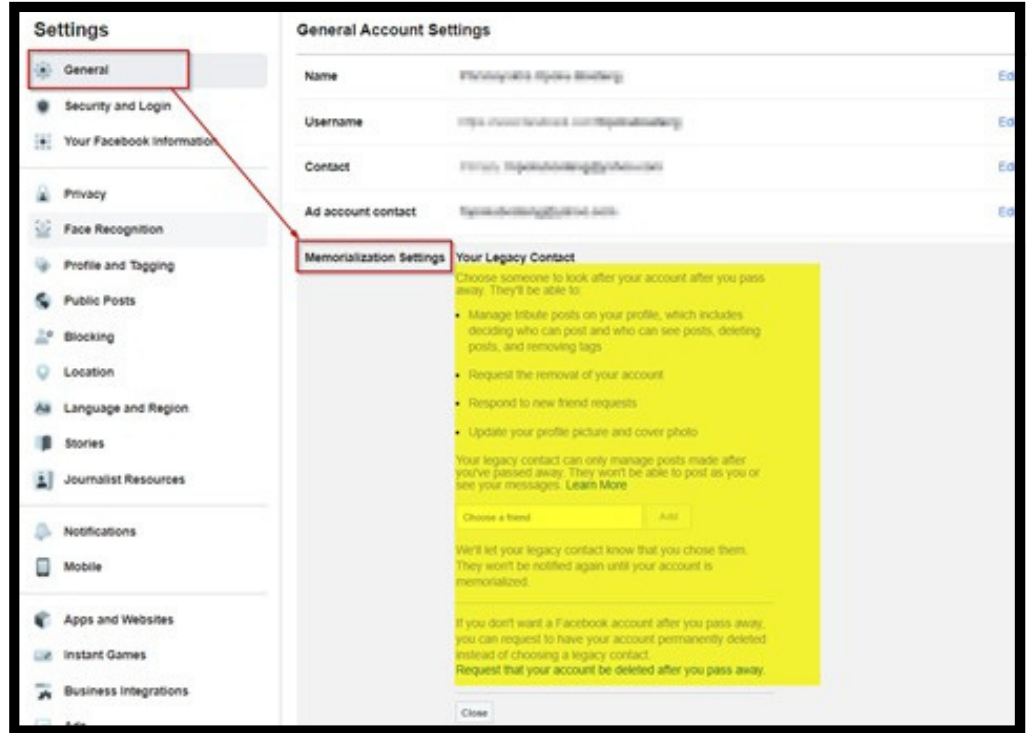 Settings
General
Security and Login
Your Facebook Information
Privacy
Face Recognition
Profile and Tagging
Public Posts
Blocking
Location
Language and Region
Stories
Journalist Resources
Notifications
Mobile
Apps and Websites
Instant Games
Business Integrations
General Account Settings
Name
Username
Contact
Ad account contact
Memorialization Settings
Your Legacy Contact
Choose someone to look after your account after you pass
away. They'll be able to:
• Manage tribute posts on your profile, which includes
deciding who can post and who can see posts, deleting
posts, and removing tags
• Request the removal of your account
• Respond to new friend requests
• Update your profile picture and cover photo
Your legacy contact can only manage posts made after
you've passed away. They won't be able to post as you or
see your messages. Learn More
Choose a friend Add
We'll let your legacy contact know that you chose them.
They won't be notified again until your account is
memorialized.
If you don't want a Facebook account after you pass away,
you can request to have your account permanently deleted
instead of choosing a legacy contact.
Request that your account be deleted after you pass away.
Close